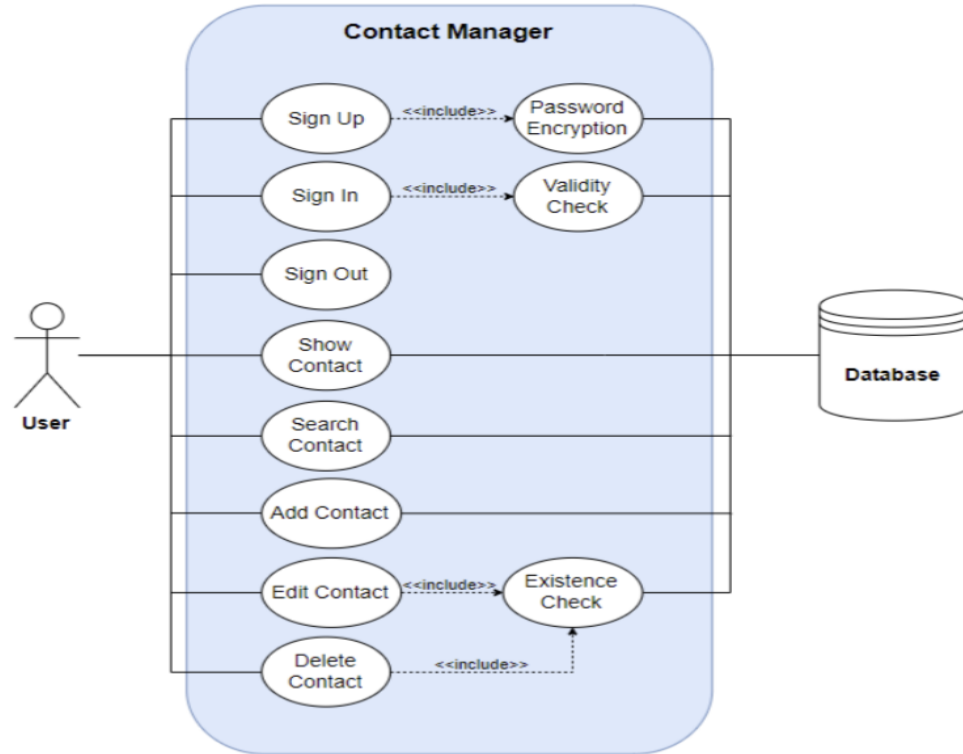 Contact Manager
Sign Up
<<include>>
Password
Encryption
Sign In
<<include>>
Validity
Check
Sign Out
Show
Contact
User
Database
Search
Contact
Add Contact
Edit Contact
<<include>>
Existence
Check
Delete
Contact
<<include>>